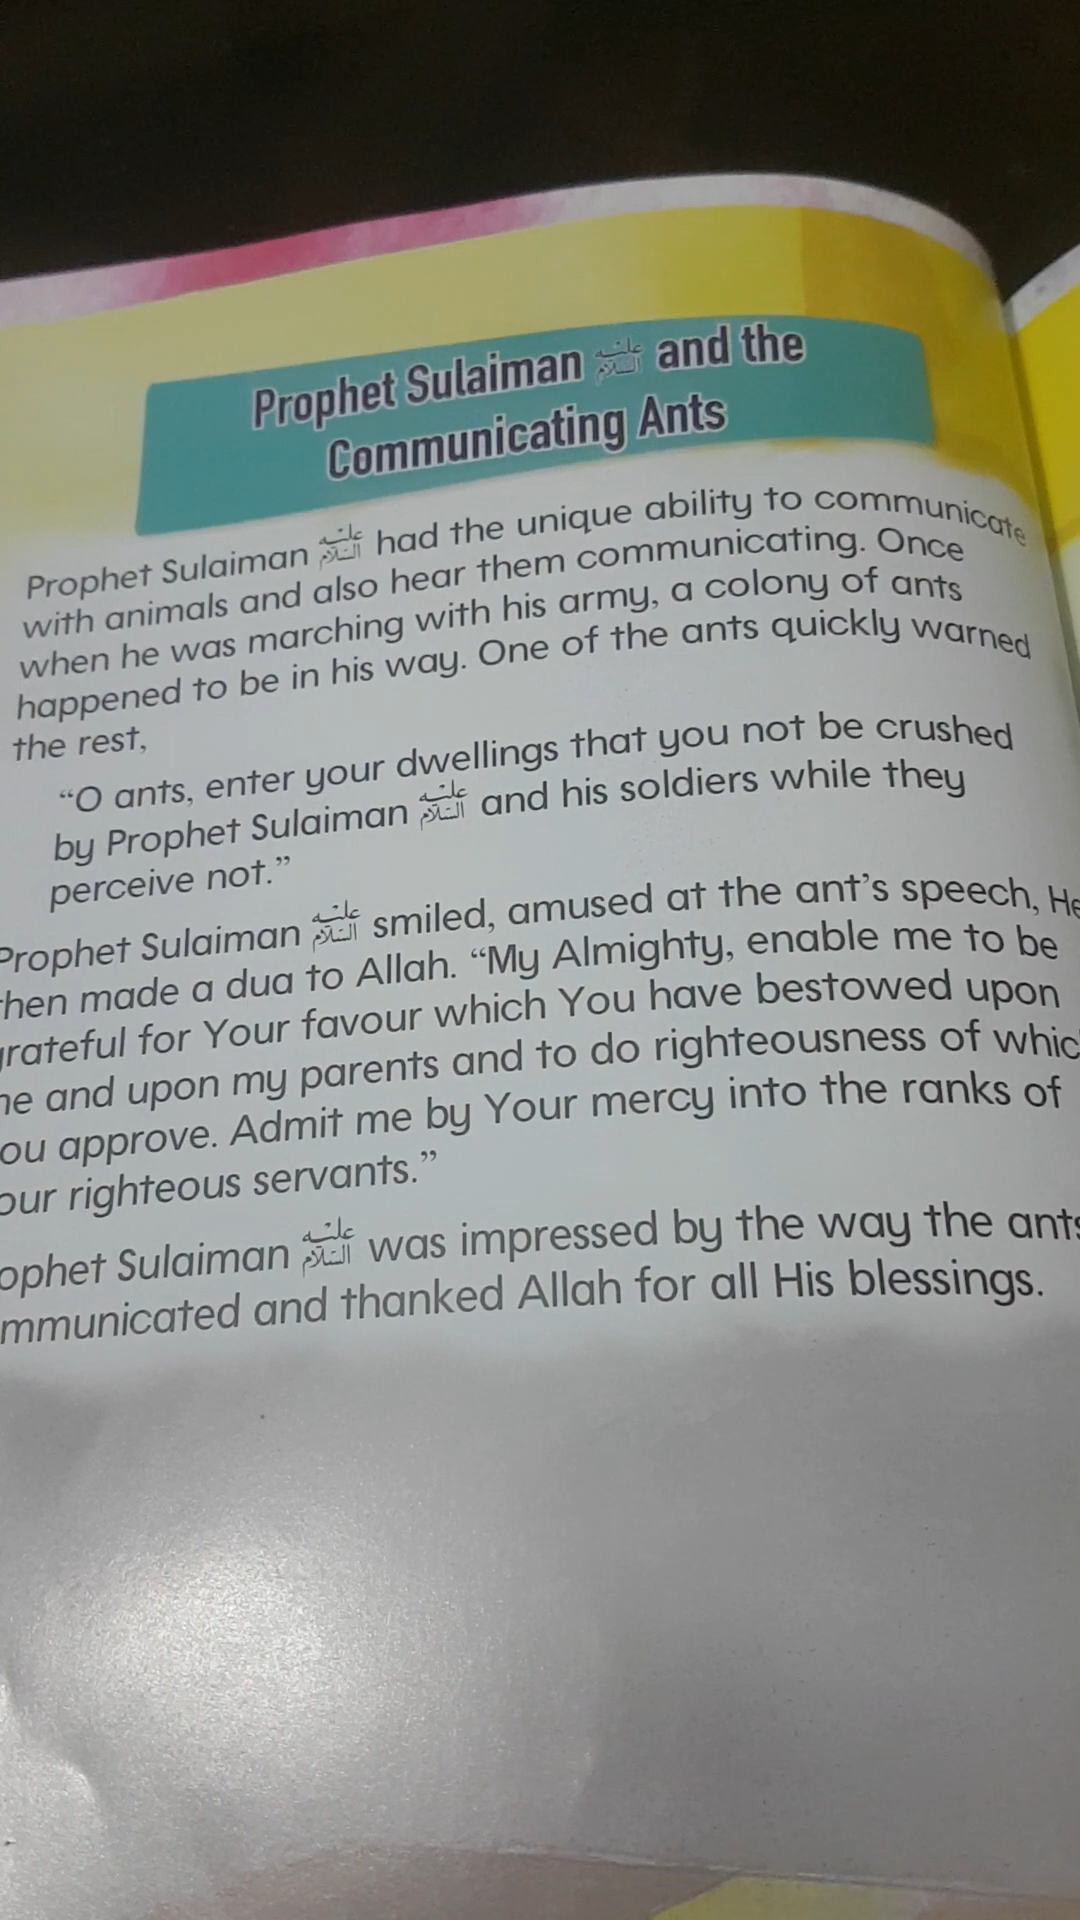 Prophet Sulaiman عليه السلام and the
Communicating Ants
Prophet Sulaiman عليه السلام had the unique ability to communicate
with animals and also hear them communicating. Once
when he was marching with his army, a colony of ants
happened to be in his way. One of the ants quickly warned
the rest,
“O ants, enter your dwellings that you not be crushed
by Prophet Sulaiman عليه السلام and his soldiers while they
perceive not.”
Prophet Sulaiman عليه السلام smiled, amused at the ant’s speech, He
then made a dua to Allah. “My Almighty, enable me to be
grateful for Your favour which You have bestowed upon
me and upon my parents and to do righteousness of whic
ou approve. Admit me by Your mercy into the ranks of
our righteous servants.”
ophet Sulaiman عليه السلام was impressed by the way the ants
mmunicated and thanked Allah for all His blessings.